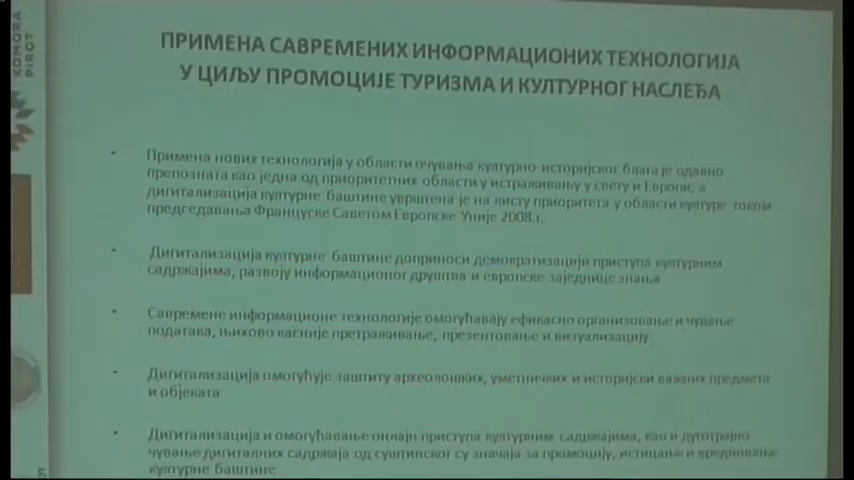 KOMORA
PIROT
ПРИМЕНА САВРЕМЕНИХ ИНФОРМАЦИОНИХ ТЕХНОЛОГИЈА
У ЦИЉУ ПРОМОЦИЈЕ ТУРИЗМА И КУЛТУРНОГ НАСЛЕЂА
• Примена нових технологија у области очувања културно-историјског блага је одавно
препозната као једна од приоритетних области у истраживању у свету и Европи, а
дигитализација културне баштине уврштена је на листу приоритета у области културе током
председавања Француске Саветом Европске Уније 2008.г.
• Дигитализација културне баштине доприноси демократизацији приступа културним
садржајима, развоју информационог друштва и европске заједнице знања
• Савремене информационе технологије омогућавају ефикасно организовање и чување
података, њихово касније претраживање, презентовање и визуализацију
• Дигитализација омогућује заштиту археолошких, уметничких и историјски важних предмета
и објеката
• Дигитализација и омогућавање онлајн приступа културним садржајима, као и дуготрајно
чување дигиталних садржаја од суштинског су значаја за промоцију, истицање и вредновање
културне баштине